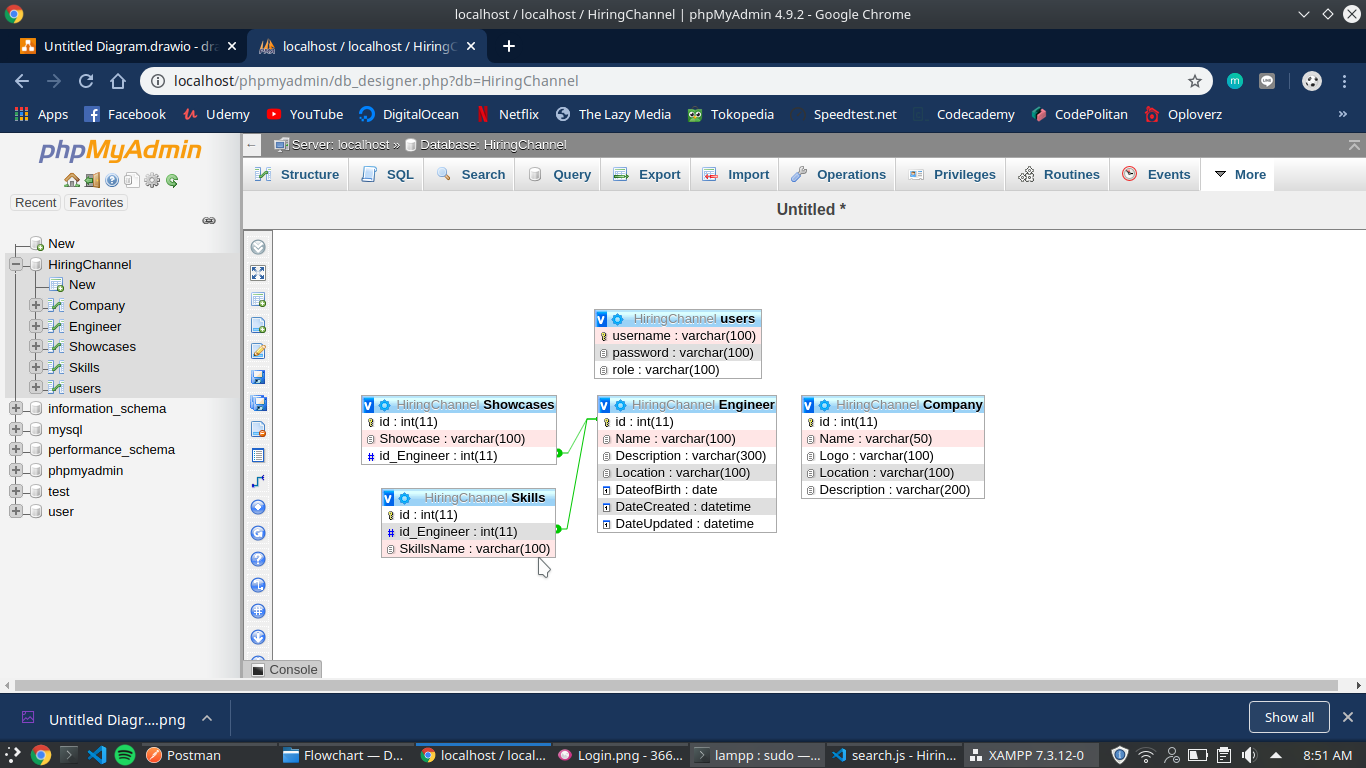 localhost / localhost / HiringChannel | phpMyAdmin 4.9.2 - Google Chrome
Untitled Diagram.drawio - dra
localhost / localhost / HiringC
localhost/phpmyadmin/db_designer.php?db=HiringChannel
m
Apps Facebook Udemy YouTube DigitalOcean Netflix The Lazy Media Tokopedia Speedtest.net Codecademy CodePolitan Oploverz »
phpMyAdmin
Server: localhost » Database: HiringChannel
Structure SQL Search Query Export Import Operations Privileges Routines Events More
Recent Favorites
Untitled *
New
HiringChannel
New
Company
Engineer
Showcases
Skills
users
information_schema
mysql
performance_schema
phpmyadmin
test
user
HiringChannel users
username : varchar(100)
password : varchar(100)
role : varchar(100)
HiringChannel Showcases
id : int(11)
Showcase : varchar(100)
id_Engineer : int(11)
HiringChannel Skills
id : int(11)
id_Engineer : int(11)
SkillsName : varchar(100)
HiringChannel Engineer
id : int(11)
Name : varchar(100)
Description : varchar(300)
Location : varchar(100)
DateofBirth : date
DateCreated : datetime
DateUpdated : datetime
HiringChannel Company
id : int(11)
Name : varchar(50)
Logo : varchar(100)
Location : varchar(100)
Description : varchar(200)
Console
Untitled Diagr....png
Show all
Postman Flowchart — D... localhost / local... Login.png - 366... lampp : sudo —... search.js - Hirin... XAMPP 7.3.12-0 8:51 AM